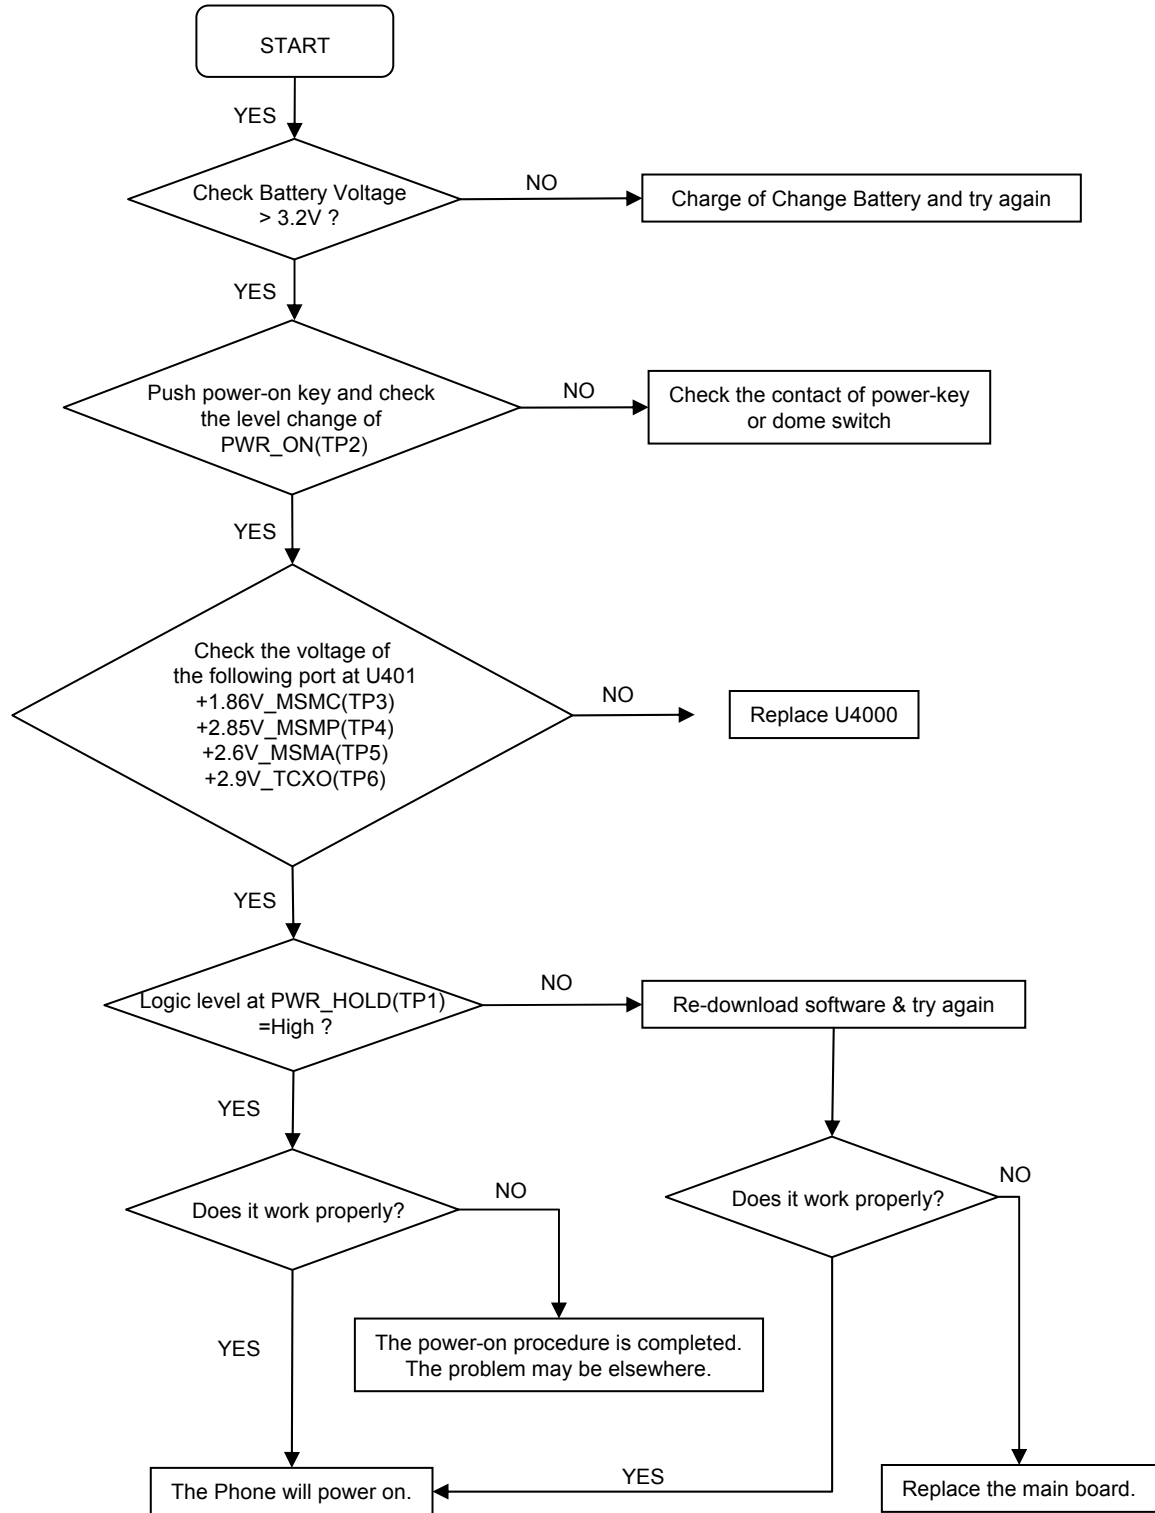 START
YES
Check Battery Voltage
> 3.2V ?
NO
Charge of Change Battery and try again
YES
Push power-on key and check
the level change of
PWR_ON(TP2)
NO
Check the contact of power-key
or dome switch
YES
Check the voltage of
the following port at U401
+1.86V_MSMC(TP3)
+2.85V_MSMP(TP4)
+2.6V_MSMA(TP5)
+2.9V_TCXO(TP6)
NO
Replace U4000
YES
Logic level at PWR_HOLD(TP1)
=High ?
NO
Re-download software & try again
YES
Does it work properly?
NO
Does it work properly?
NO
The power-on procedure is completed.
The problem may be elsewhere.
YES
The Phone will power on.
YES
Replace the main board.